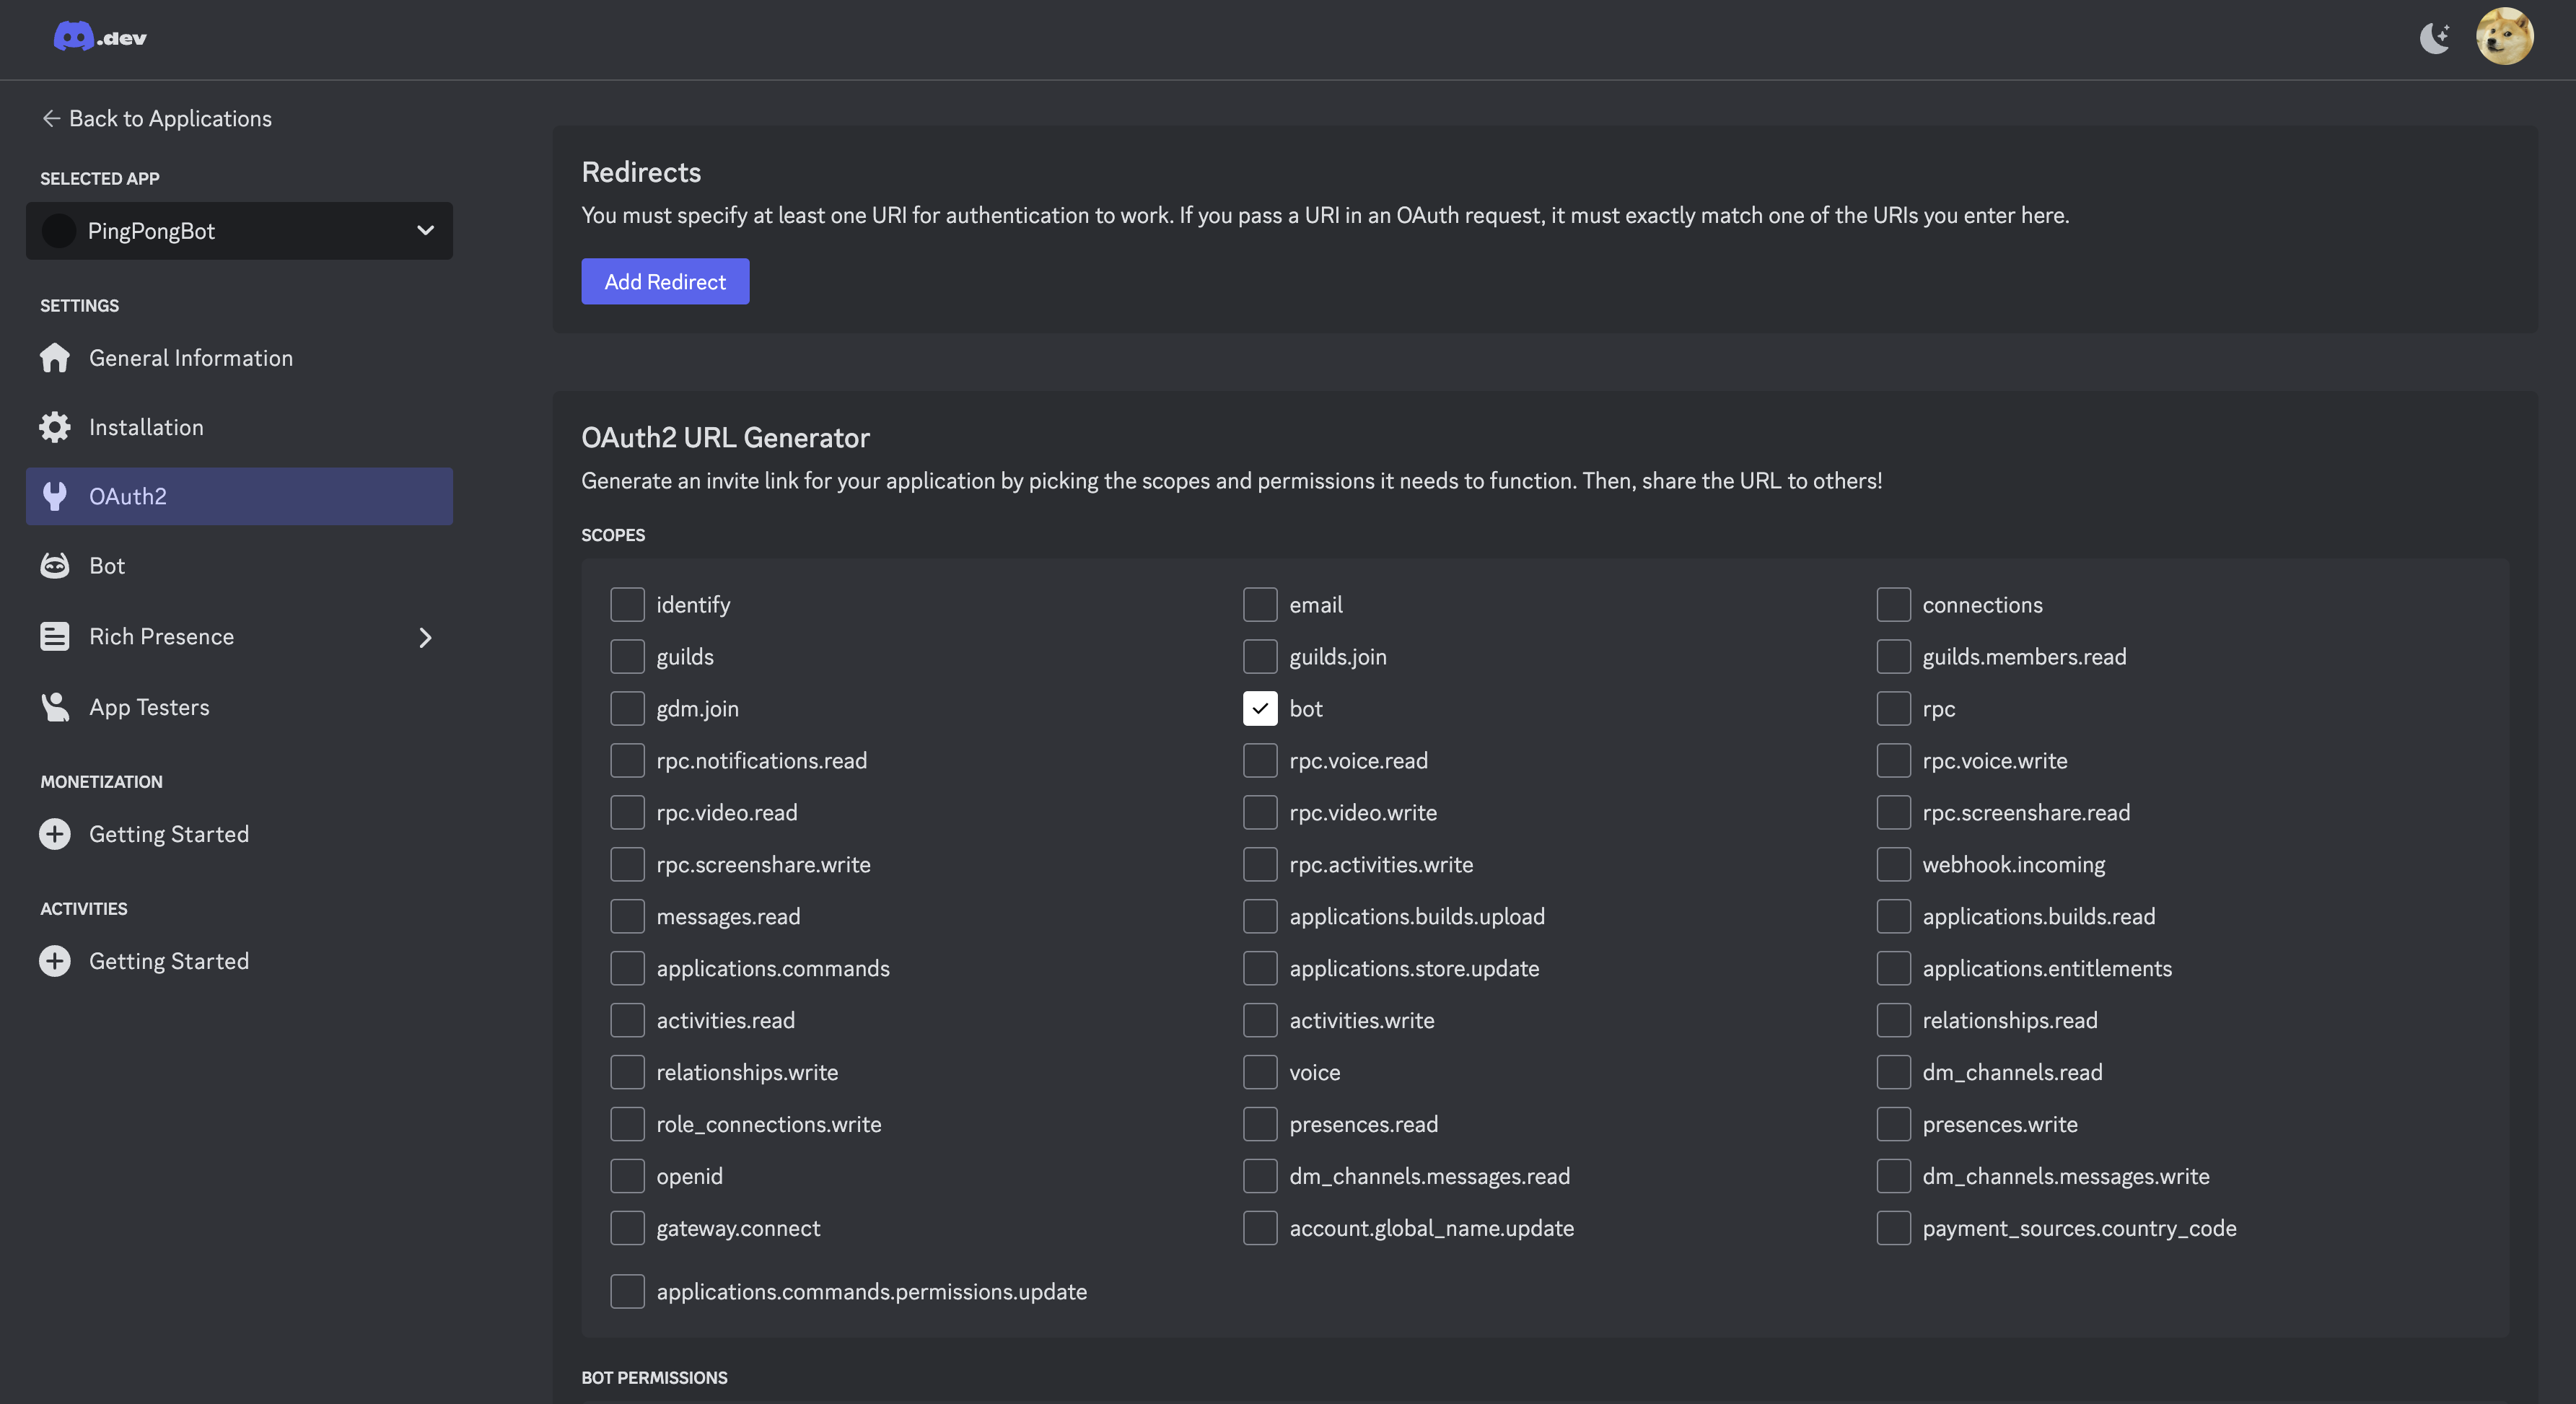 .dev
Back to Applications
SELECTED APP
PingPongBot
SETTINGS
General Information
Installation
OAuth2
Bot
Rich Presence
App Testers
MONETIZATION
Getting Started
ACTIVITIES
Getting Started
Redirects
You must specify at least one URI for authentication to work. If you pass a URI in an OAuth request, it must exactly match one of the URIs you enter here.
Add Redirect
OAuth2 URL Generator
Generate an invite link for your application by picking the scopes and permissions it needs to function. Then, share the URL to others!
SCOPES
identify email connections
guilds guilds.join guilds.members.read
gdm.join bot rpc
rpc.notifications.read rpc.voice.read rpc.voice.write
rpc.video.read rpc.video.write rpc.screenshare.read
rpc.screenshare.write rpc.activities.write webhook.incoming
messages.read applications.builds.upload applications.builds.read
applications.commands applications.store.update applications.entitlements
activities.read activities.write relationships.read
relationships.write voice dm_channels.read
role_connections.write presences.read presences.write
openid dm_channels.messages.read dm_channels.messages.write
gateway.connect account.global_name.update payment_sources.country_code
applications.commands.permissions.update
BOT PERMISSIONS